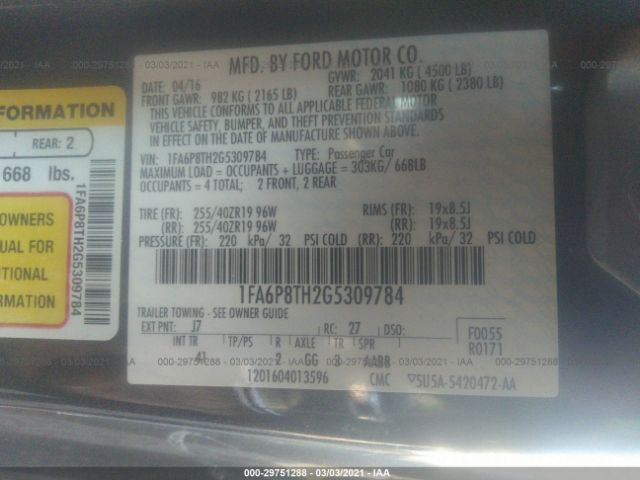 MFD. BY FORD MOTOR CO.
DATE: 04/16 GVWR: 2041 KG (4500 LB)
FRONT GAWR: 982 KG (2165 LB) REAR GAWR: 1080 KG (2380 LB)
THIS VEHICLE CONFORMS TO ALL APPLICABLE FEDERAL MOTOR
VEHICLE SAFETY, BUMPER, AND THEFT PREVENTION STANDARDS
IN EFFECT ON THE DATE OF MANUFACTURE SHOWN ABOVE.
VIN: 1FA6P8TH2G5309784 TYPE: Passenger Car
MAXIMUM LOAD = OCCUPANTS + LUGGAGE = 303KG/ 668LB
OCCUPANTS = 4 TOTAL; 2 FRONT, 2 REAR
TIRE (FR): 255/40ZR19 96W RIMS (FR): 19x8.5J
(RR): 255/40ZR19 96W (RR): 19x8.5J
PRESSURE (FR): 220 kPa/ 32 PSI COLD (RR): 220 kPa/ 32 PSI COLD
1FA6P8TH2G5309784
TRAILER TOWING - SEE OWNER GUIDE
EXT PNT: J7 RC: 27 DSO: F0055
R0171
INT TR TP/PS R AXLE TR SPR
41 2 GG 3 AABB
1201604013596 CMC 5U5A-5420472-AA
FORMATION
REAR: 2
668 lbs.
OWNERS
UAL FOR
UTIONAL
RMATION
1FA6P8TH2G5309784
000-29751288 - 03/03/2021 - IAA